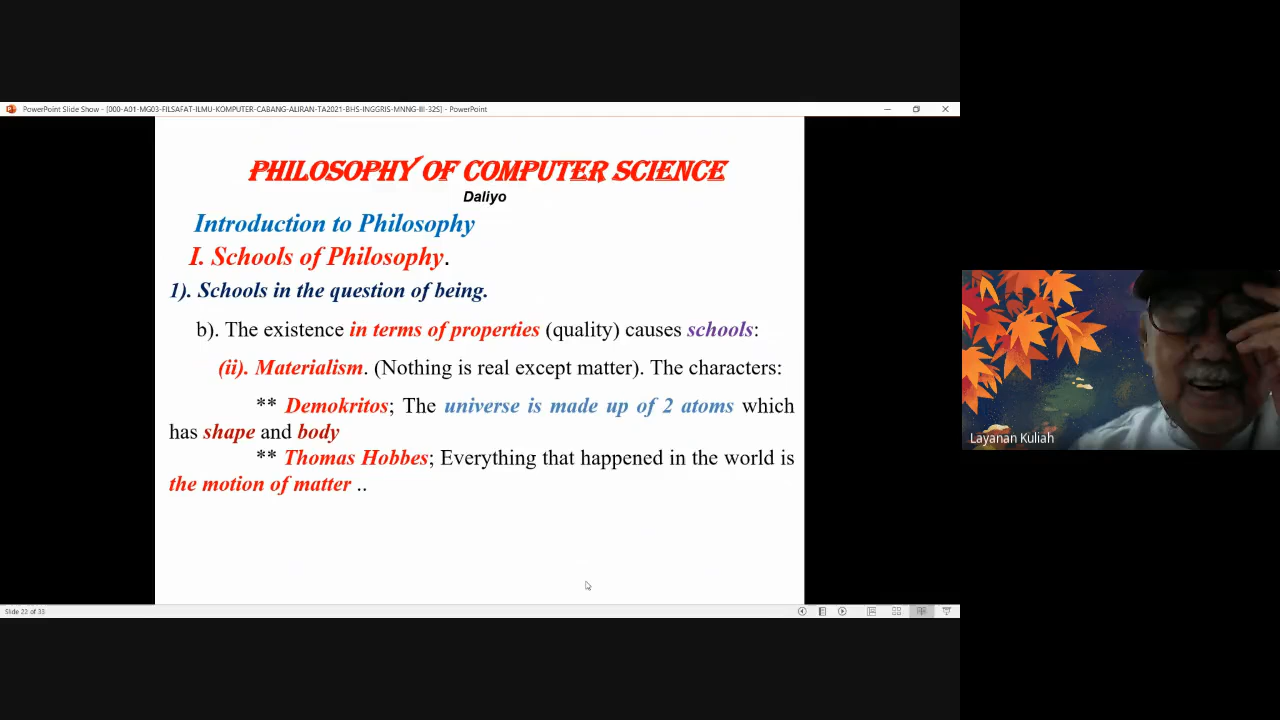 PowerPoint Slide Show - [000-A01-MG03-FILSAFAT-ILMU-KOMPUTER-CABANG-ALIRAN-TA2021-BHS-INGGRIS-MNNG-III-32S] - PowerPoint
PHILOSOPHY OF COMPUTER SCIENCE
Daliyo
Introduction to Philosophy
I. Schools of Philosophy.
1). Schools in the question of being.
b). The existence in terms of properties (quality) causes schools:
(ii). Materialism. (Nothing is real except matter). The characters:
** Demokritos; The universe is made up of 2 atoms which
has shape and body
** Thomas Hobbes; Everything that happened in the world is
the motion of matter ..
Layanan Kuliah
Slide 22 of 33